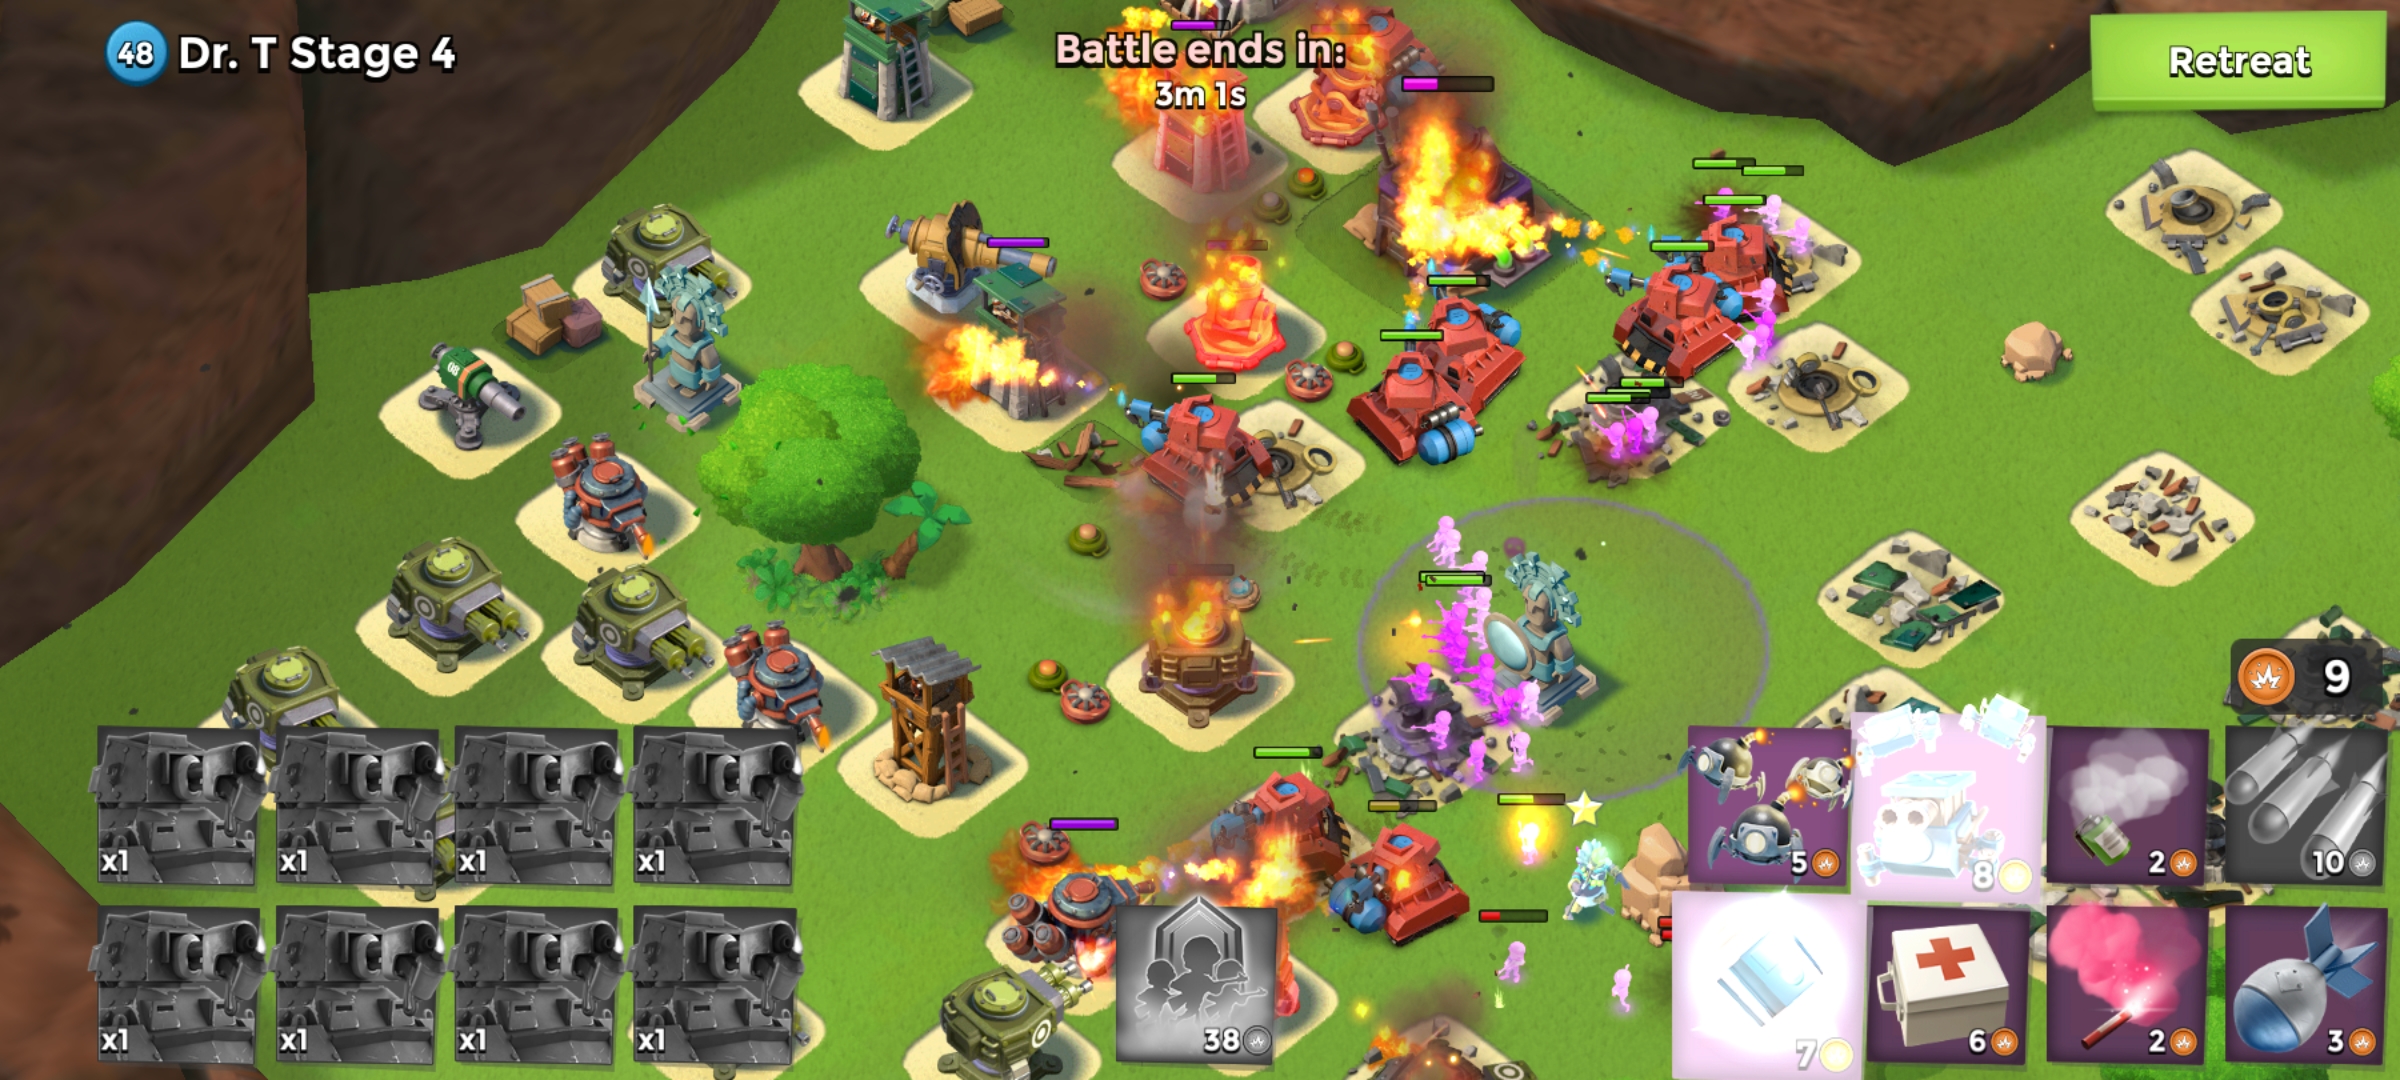 48 Dr. T Stage 4
Battle ends in:
3m 1s
Retreat
08
9
x1 x1 x1 x1
5 8 2 10
x1 x1 x1 x1
38
7 6 2 3